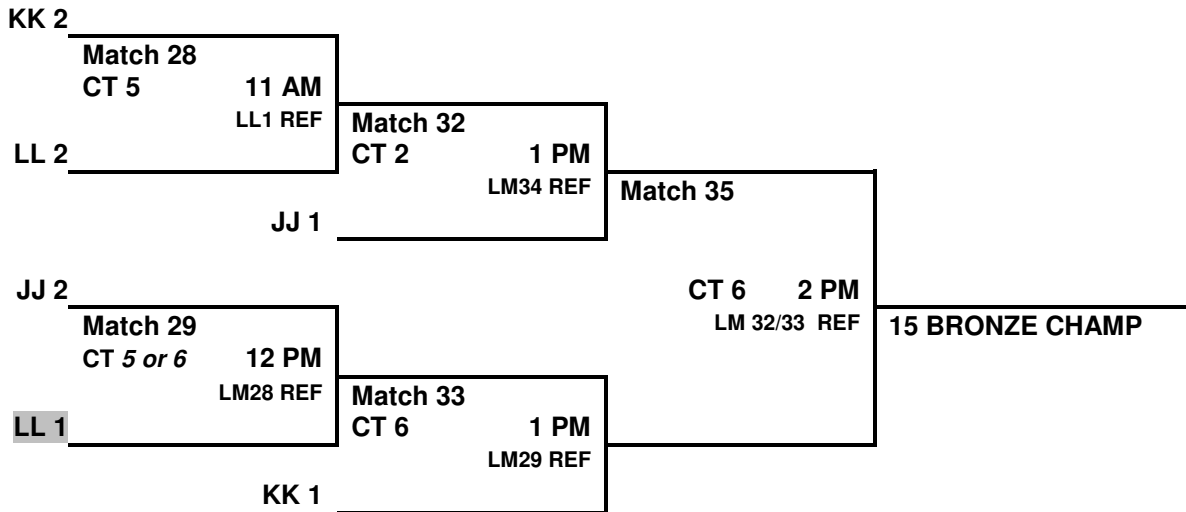 KK 2
Match 28
CT 5 11 AM
LL1 REF
LL 2
Match 32
CT 2 1 PM
LM34 REF
JJ 1
Match 35
JJ 2
CT 6 2 PM
LM 32/33 REF
15 BRONZE CHAMP
Match 29
CT 5 or 6 12 PM
LM28 REF
LL 1
Match 33
CT 6 1 PM
LM29 REF
KK 1